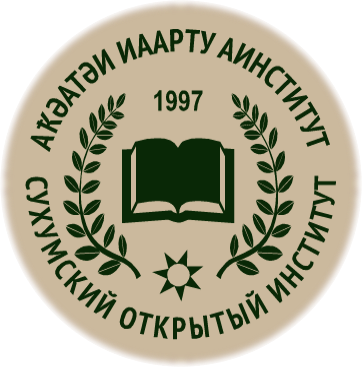 АҞӘАТӘИ ИААРТУ АИНСТИТУТ
1997
СУХУМСКИЙ ОТКРЫТЫЙ ИНСТИТУТ